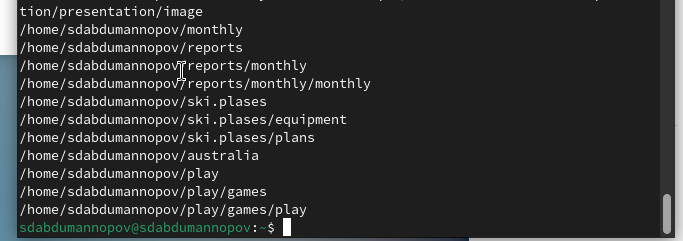 tion/presentation/image
/home/sdabdumannopov/monthly
/home/sdabdumannopov/reports
/home/sdabdumannopov/reports/monthly
/home/sdabdumannopov/reports/monthly/monthly
/home/sdabdumannopov/ski.plases
/home/sdabdumannopov/ski.plases/equipment
/home/sdabdumannopov/ski.plases/plans
/home/sdabdumannopov/australia
/home/sdabdumannopov/play
/home/sdabdumannopov/play/games
/home/sdabdumannopov/play/games/play
sdabdumannopov@sdabdumannopov:~$